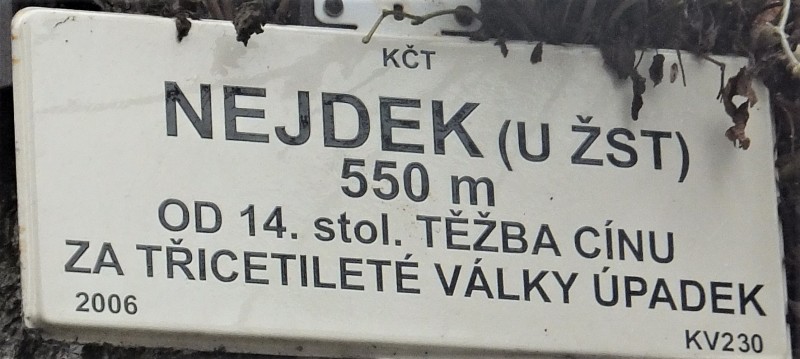 KČT
NEJDEK (U ŽST)
550 m
OD 14. stol. TĚŽBA CÍNU
ZA TŘICETILETÉ VÁLKY ÚPADEK
2006
KV230